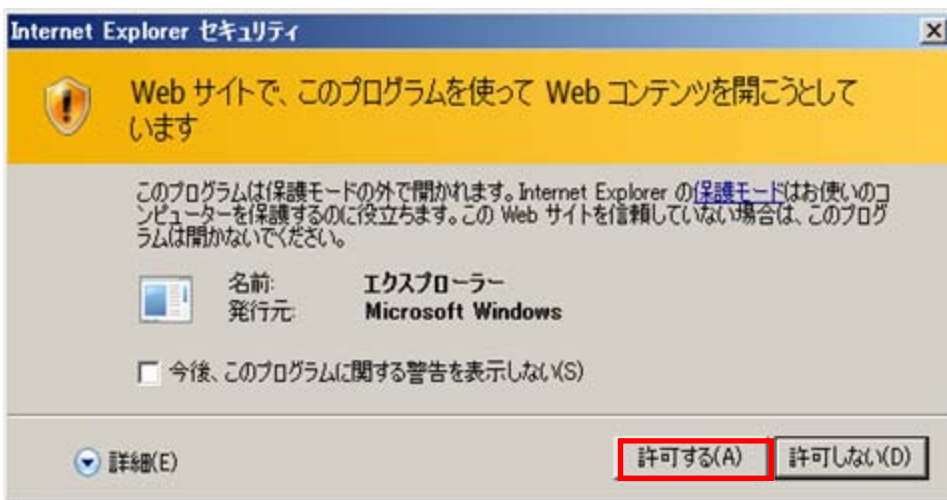 Internet Explorer セキュリティ
Web サイトで、このプログラムを使って Web コンテンツを開こうとして
います
このプログラムは保護モードの外で開かれます。Internet Explorer の保護モードはお使いのコ
ンピューターを保護するのに役立ちます。この Web サイトを信頼していない場合は、このプログ
ラムは開かないでください。
名前: エクスプローラー
発行元: Microsoft Windows
今後、このプログラムに関する警告を表示しない(S)
詳細(E) 許可する(A) 許可しない(D)